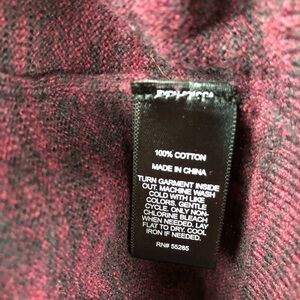 100% COTTON
MADE IN CHINA
TURN GARMENT INSIDE
OUT. MACHINE WASH
COLD WITH LIKE
COLORS. GENTLE
CYCLE. ONLY NON-
CHLORINE BLEACH
WHEN NEEDED. LAY
FLAT TO DRY. COOL
IRON IF NEEDED.
RN# 55285